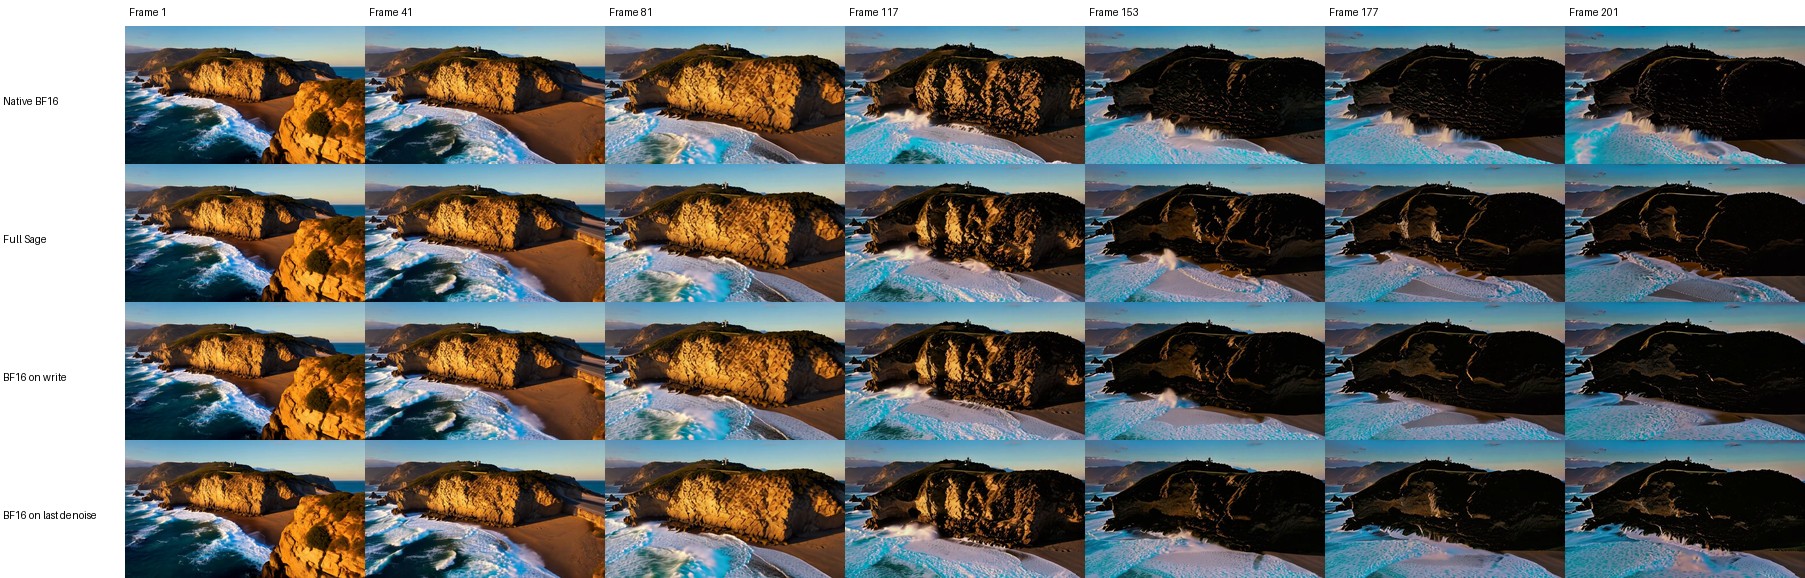 Frame 1
Frame 41
Frame 81
Frame 117
Frame 153
Frame 177
Frame 201
Native BF16
Full Sage
BF16 on write
BF16 on last denoise